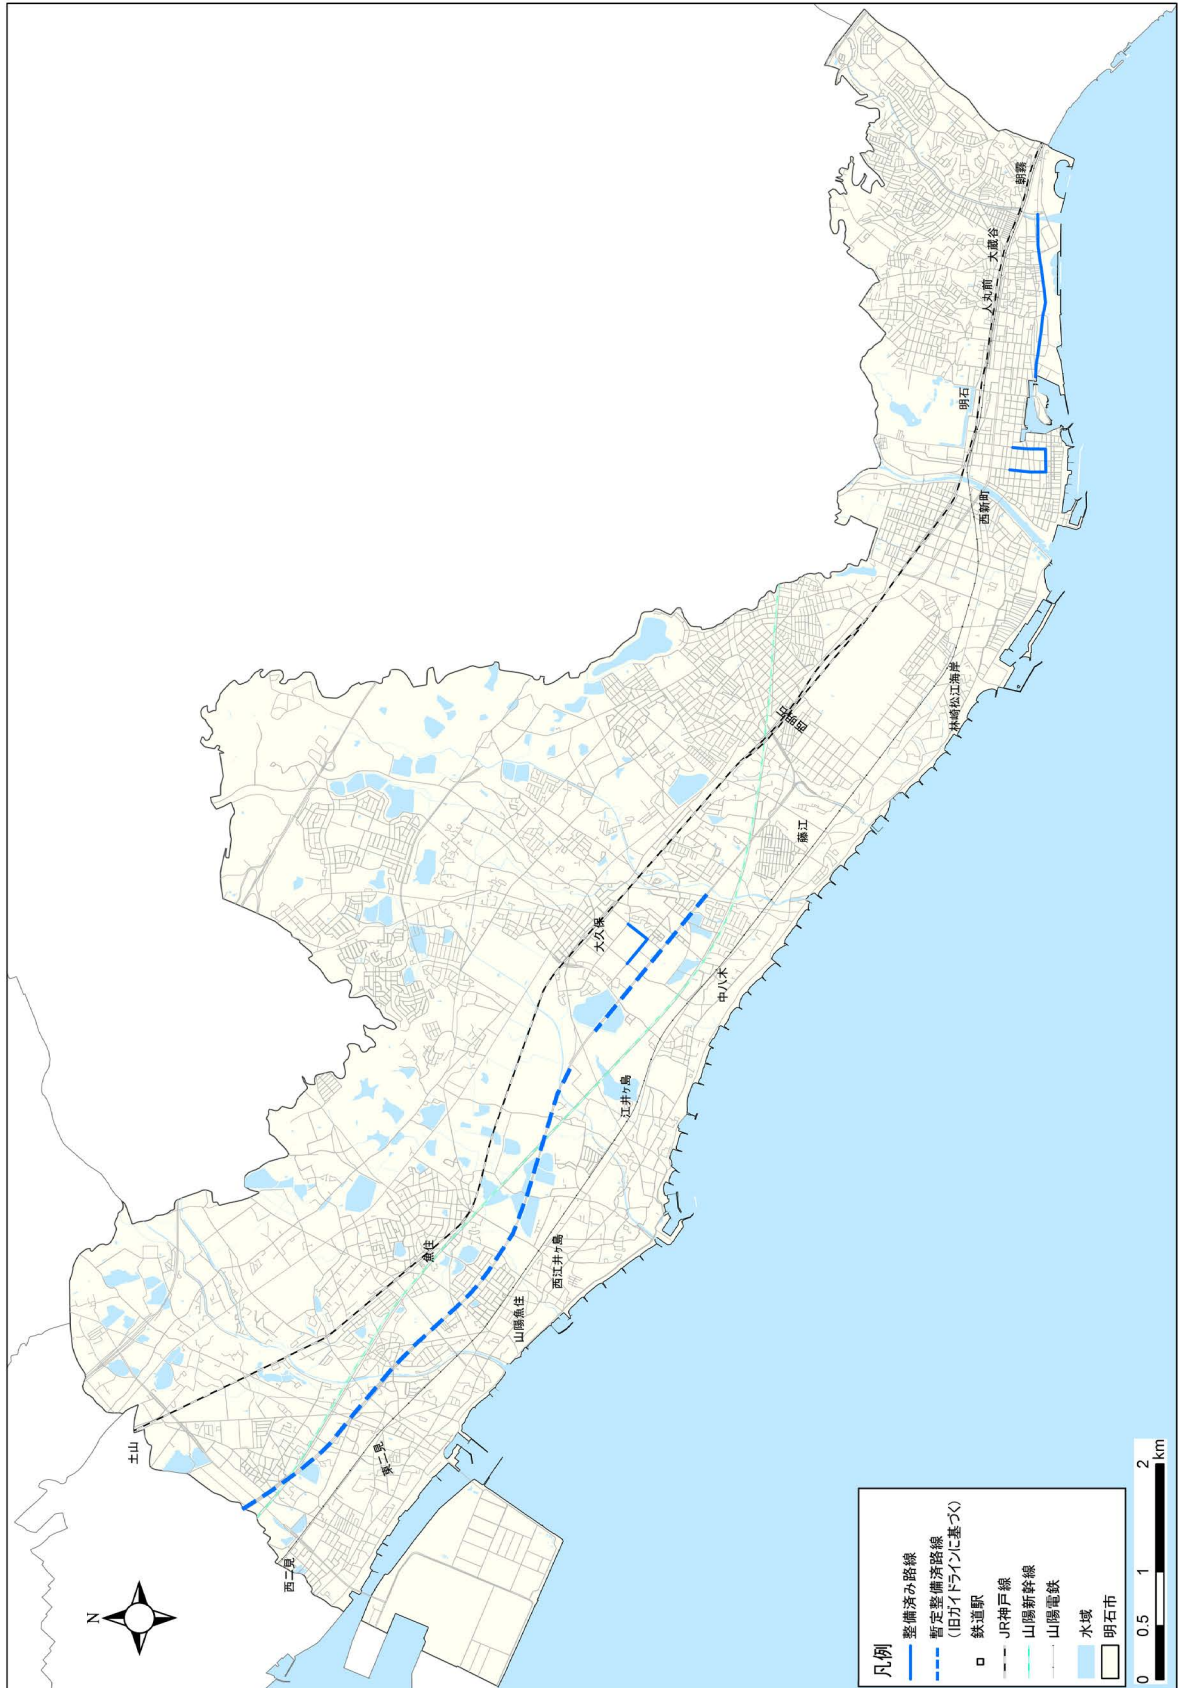 朝霧
大蔵谷
人丸前
明石
西新町
林崎松江海岸
西明石
藤江
大久保
中八木
江井ヶ島
西江井ヶ島
魚住
山陽魚住
東二見
土山
西二見
N
凡例
整備済み路線
暫定整備済路線
(旧ガイドラインに基づく)
鉄道駅
JR神戸線
山陽新幹線
山陽電鉄
水域
明石市
0 0.5 1 2
km